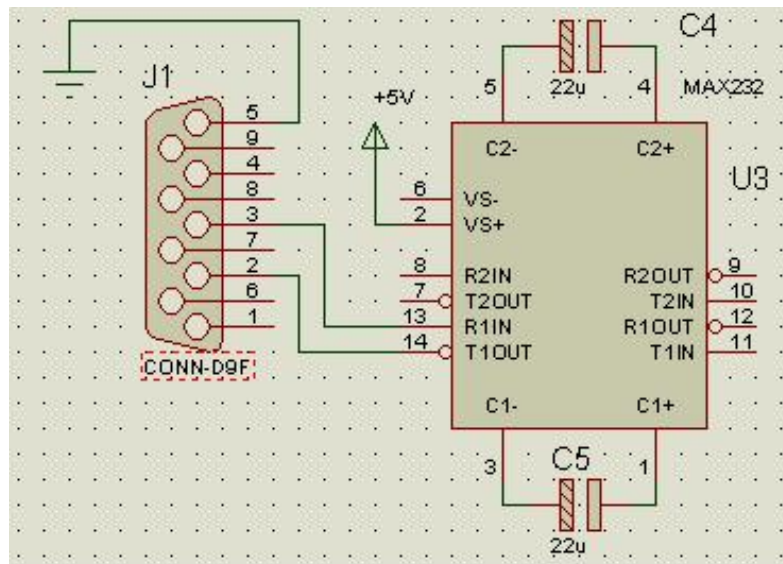 C4
22u
5
4
MAX232
J1
+5V
5
9
4
8
3
7
2
6
1
CONN-D9F
C2-
C2+
U3
6
VS-
2
VS+
8
R2IN
R2OUT
9
7
T2OUT
T2IN
10
13
R1IN
R1OUT
12
14
T1OUT
T1IN
11
C1-
C1+
3
C5
1
22u